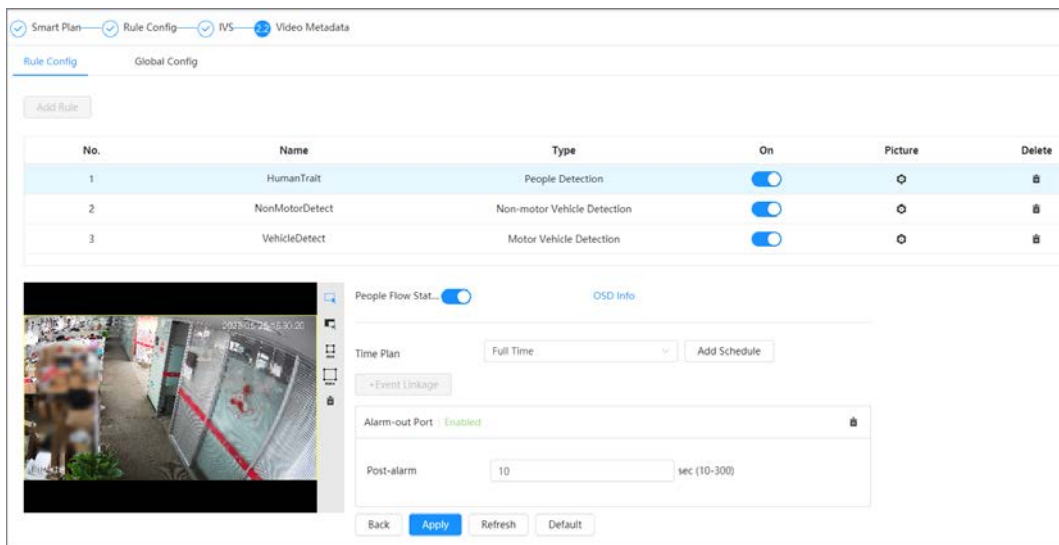 Smart Plan Rule Config IVS 2.2 Video Metadata
Rule Config Global Config
Add Rule
No. Name Type On Picture Delete
1 HumanTrait People Detection
2 NonMotorDetect Non-motor Vehicle Detection
3 VehicleDetect Motor Vehicle Detection
People Flow Stat... OSD Info
Time Plan Full Time Add Schedule
+Event Linkage
Alarm-out Port Enabled
Post-alarm 10 sec (10-300)
Back Apply Refresh Default